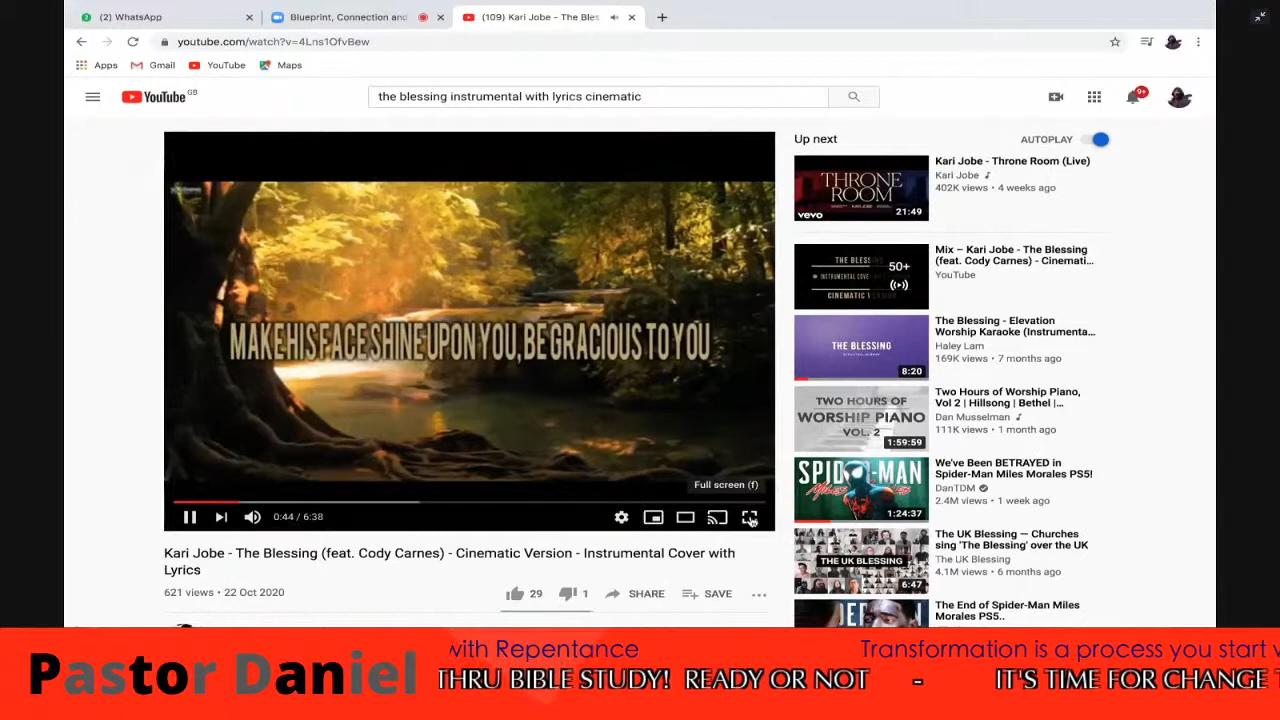 (2) WhatsApp
Blueprint, Connection and
(109) Kari Jobe - The Bles
youtube.com/watch?v=4Lns1OfvBew
Apps
Gmail
YouTube
Maps
YouTube GB
the blessing instrumental with lyrics cinematic
9+
MAKE HIS FACE SHINE UPON YOU, BE GRACIOUS TO YOU
Full screen (f)
0:44 / 6:38
Kari Jobe - The Blessing (feat. Cody Carnes) - Cinematic Version - Instrumental Cover with
Lyrics
621 views • 22 Oct 2020
29
1
SHARE
SAVE
Up next
AUTOPLAY
THRONE
ROOM
vevo
21:49
Kari Jobe - Throne Room (Live)
Kari Jobe
402K views • 4 weeks ago
50+
Mix – Kari Jobe - The Blessing
(feat. Cody Carnes) - Cinemati...
YouTube
THE BLESSING
8:20
The Blessing - Elevation
Worship Karaoke (Instrumenta...
Haley Lam
169K views • 7 months ago
TWO HOURS OF
WORSHIP PIANO
VOL. 2
1:59:59
Two Hours of Worship Piano,
Vol 2 | Hillsong | Bethel |...
Dan Musselman
111K views • 1 month ago
SPIDER-MAN
1:24:37
We've Been BETRAYED in
Spider-Man Miles Morales PS5!
DanTDM
2.4M views • 1 week ago
THE UK BLESSING
6:47
The UK Blessing — Churches
sing 'The Blessing' over the UK
The UK Blessing
4.1M views • 6 months ago
The End of Spider-Man Miles
Morales PS5..
Pastor Daniel
with Repentance
Transformation is a process you start
THRU BIBLE STUDY! READY OR NOT - IT'S TIME FOR CHANGE